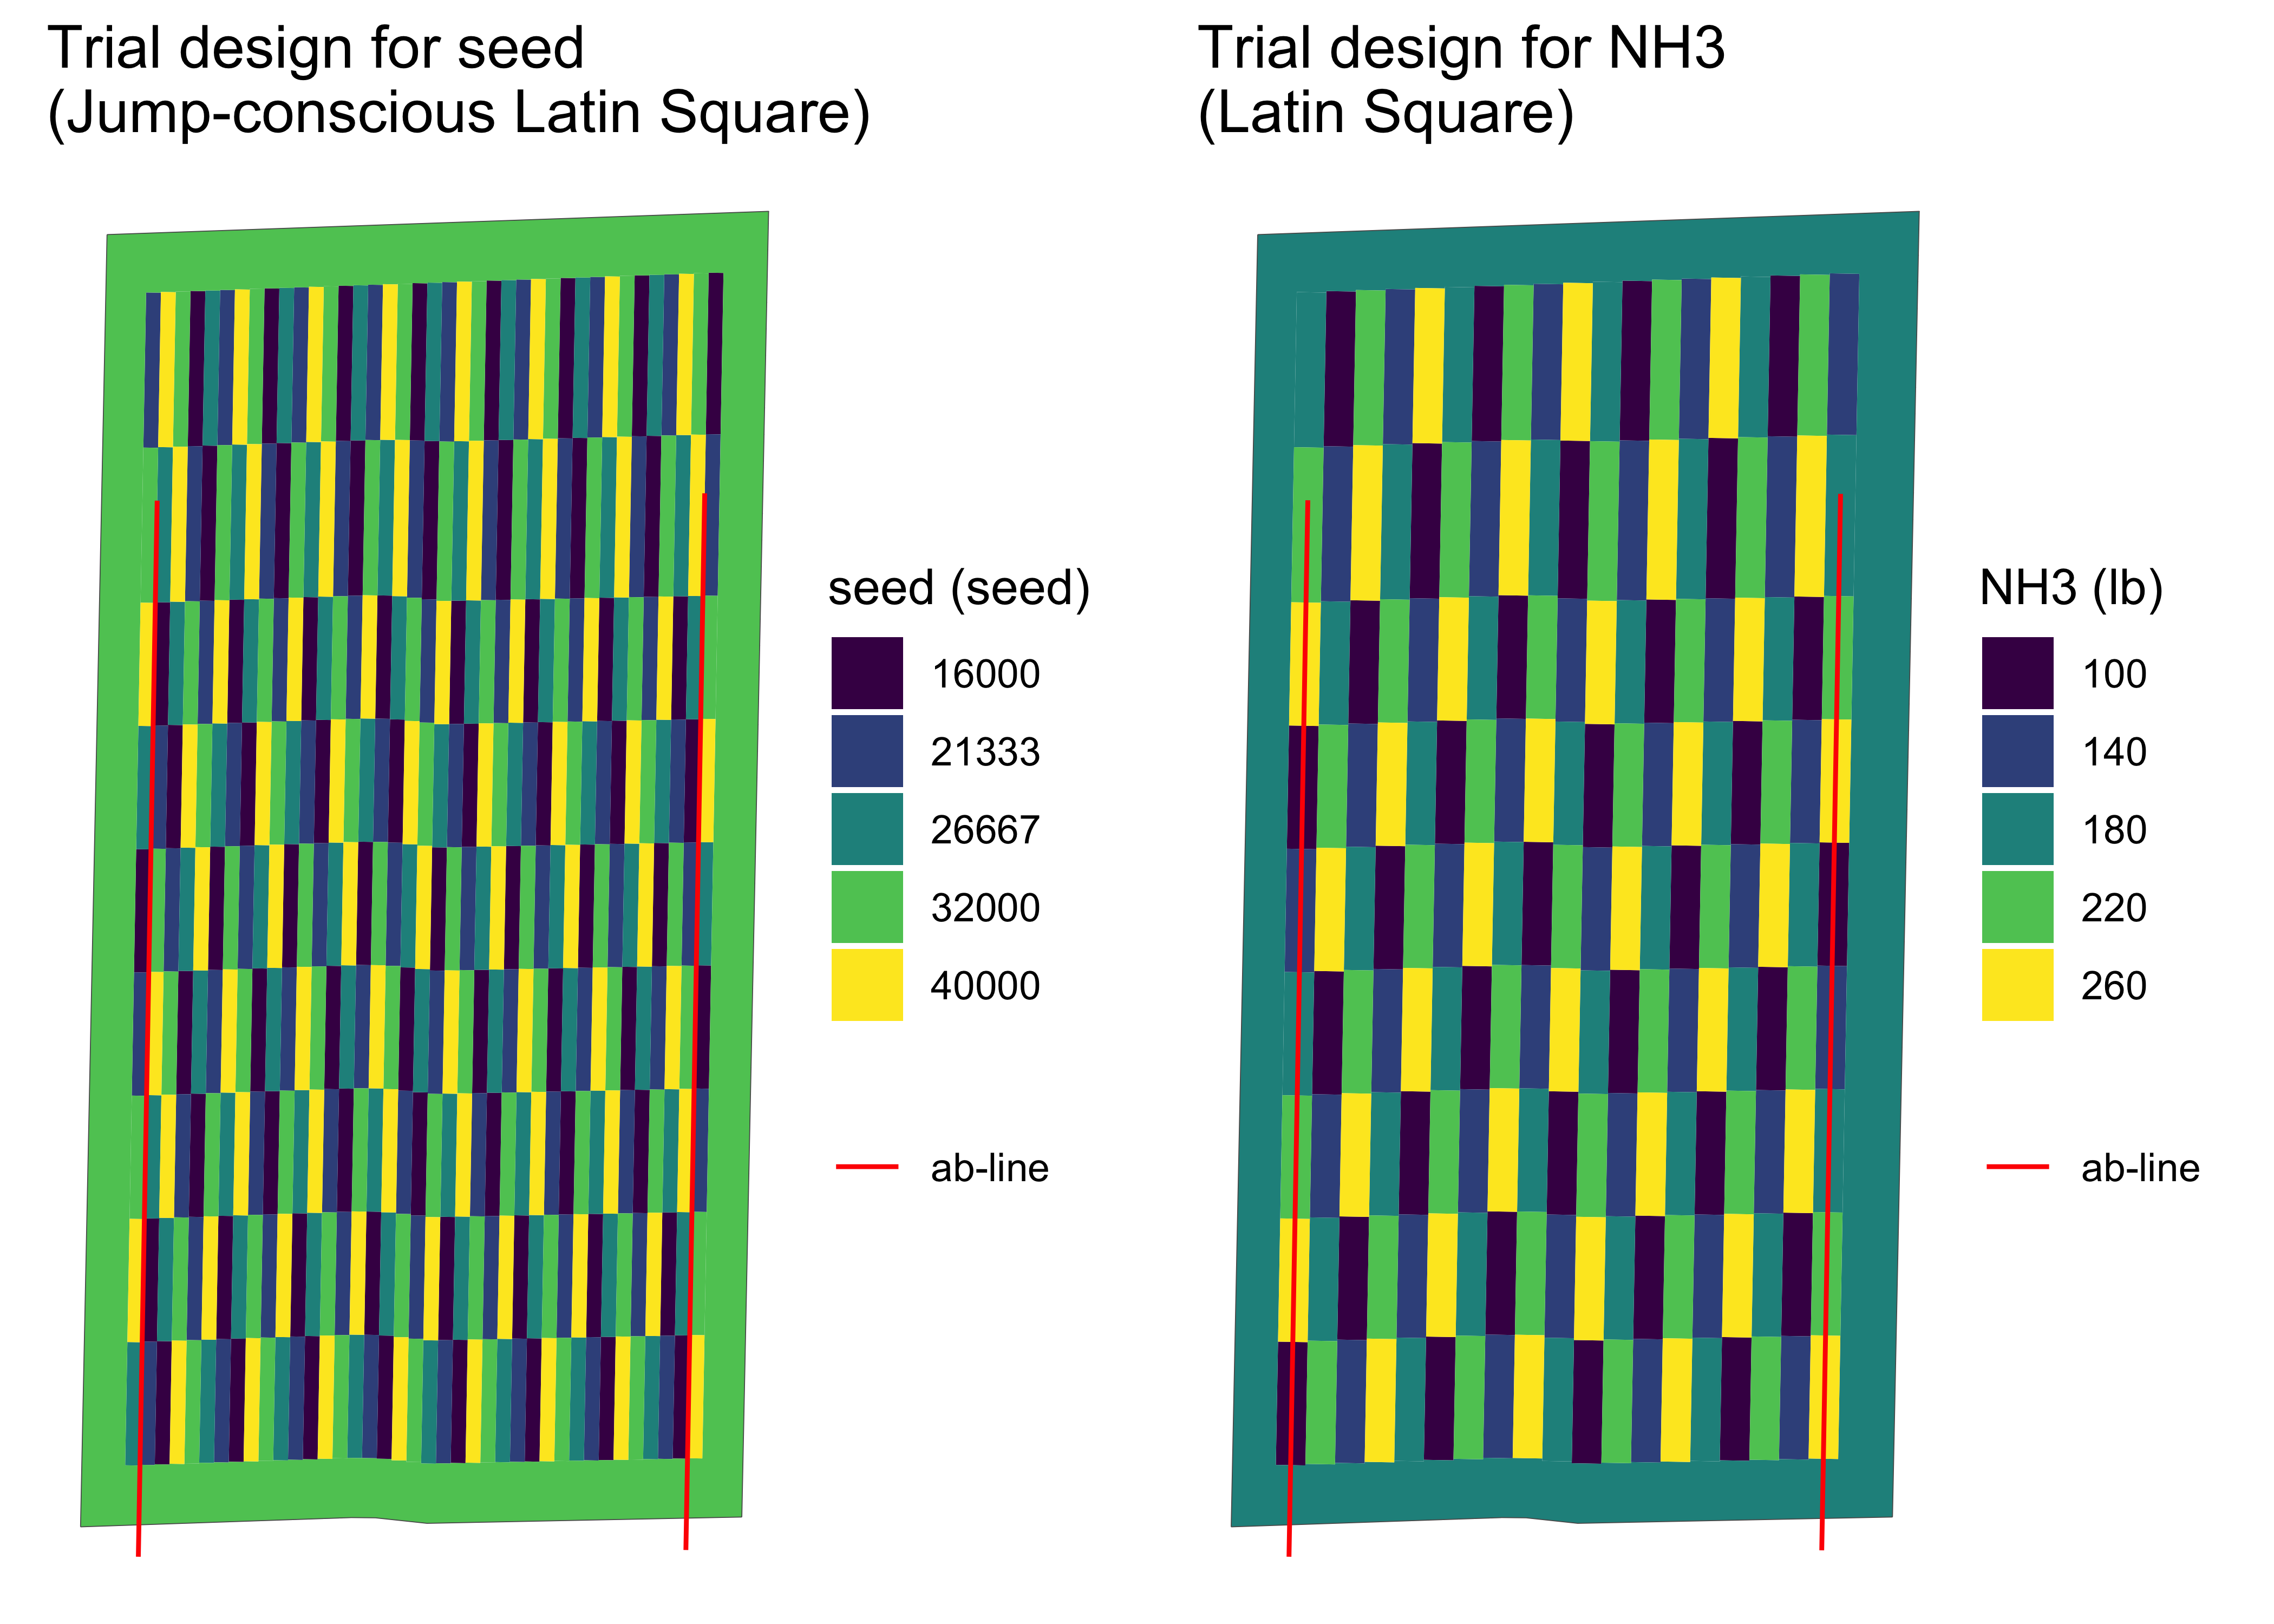 Trial design for seed
(Jump-conscious Latin Square)
seed (seed)
16000
21333
26667
32000
40000
ab-line
Trial design for NH3
(Latin Square)
NH3 (lb)
100
140
180
220
260
ab-line